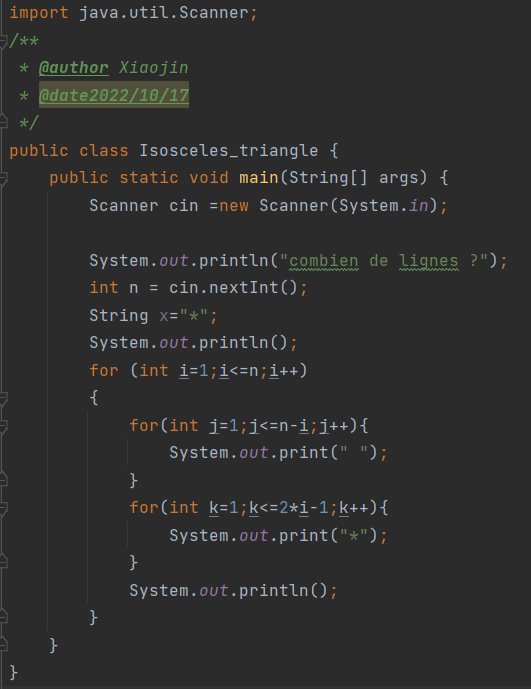 import java.util.Scanner;
/**
 * @author Xiaojin
 * @date2022/10/17
 */
public class Isosceles_triangle {
    public static void main(String[] args) {
        Scanner cin =new Scanner(System.in);

        System.out.println("combien de lignes ?");
        int n = cin.nextInt();
        String x="*";
        System.out.println();
        for (int i=1;i<=n;i++)
        {
            for(int j=1;j<=n-i;j++){
                System.out.print(" ");
            }
            for(int k=1;k<=2*i-1;k++){
                System.out.print("*");
            }
            System.out.println();
        }
    }
}